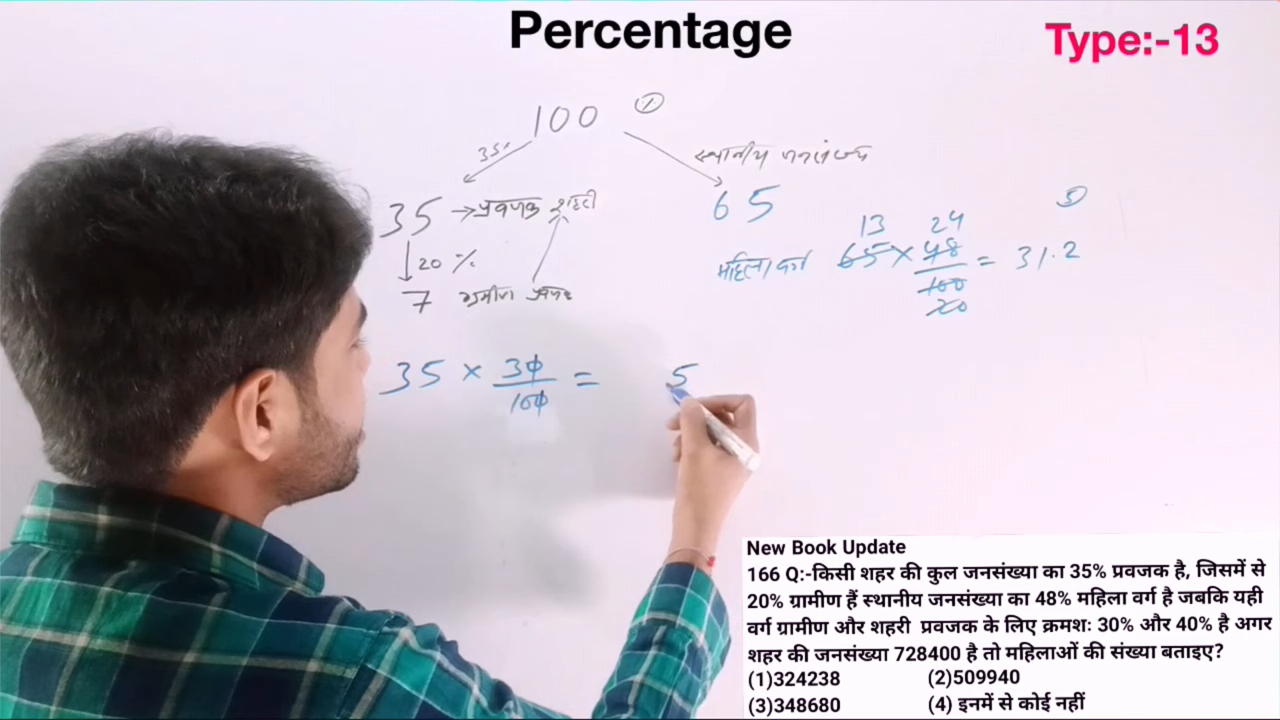 Percentage
Type:-13
100
35%
स्थानीय जनसंख्य
35 → प्रवजक शहरी
65
20 %
13 24
महिला वर्ग 65 × 48 / 100 = 31.2
20
7 ग्रामीण प्रवजक
35 × 30 / 100 = 5
New Book Update
166 Q:-किसी शहर की कुल जनसंख्या का 35% प्रवजक है, जिसमें से
20% ग्रामीण हैं स्थानीय जनसंख्या का 48% महिला वर्ग है जबकि यही
वर्ग ग्रामीण और शहरी प्रवजक के लिए क्रमशः 30% और 40% है अगर
शहर की जनसंख्या 728400 है तो महिलाओं की संख्या बताइए?
(1)324238 (2)509940
(3)348680 (4) इनमें से कोई नहीं